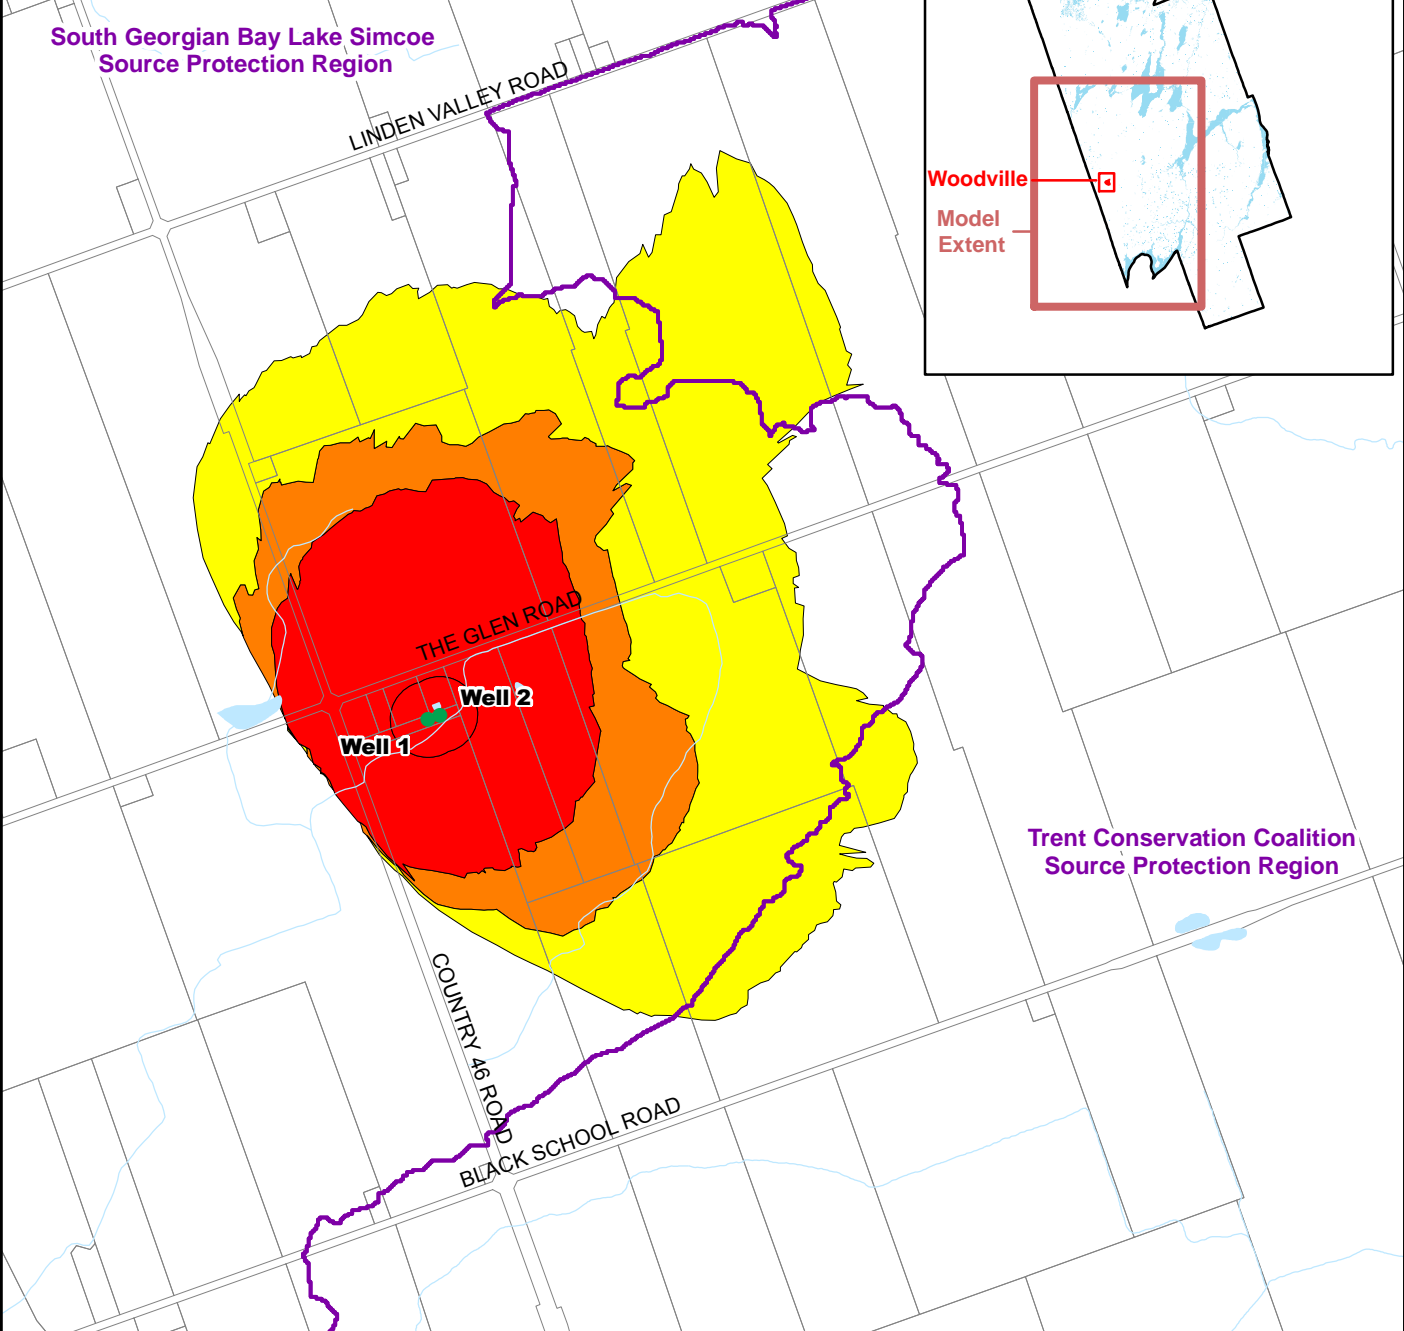 South Georgian Bay Lake Simcoe
Source Protection Region
LINDEN VALLEY ROAD
Woodville
Model
Extent
THE GLEN ROAD
Well 2
Well 1
Trent Conservation Coalition
Source Protection Region
COUNTRY 46 ROAD
BLACK SCHOOL ROAD